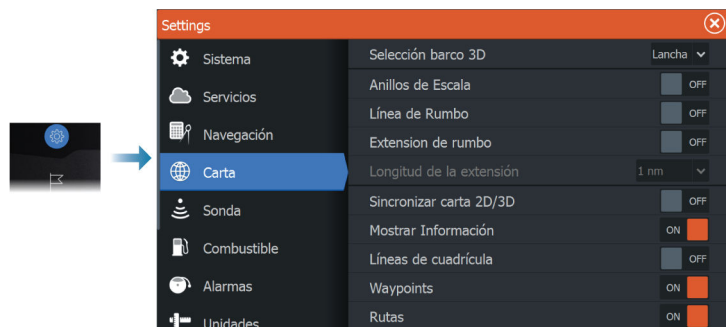 Settings
Sistema
Servicios
Navegación
Carta
Sonda
Combustible
Alarmas
Unidades
Selección barco 3D Lancha
Anillos de Escala OFF
Línea de Rumbo OFF
Extension de rumbo OFF
Longitud de la extensión 1 nm
Sincronizar carta 2D/3D OFF
Mostrar Información ON
Líneas de cuadrícula OFF
Waypoints ON
Rutas ON